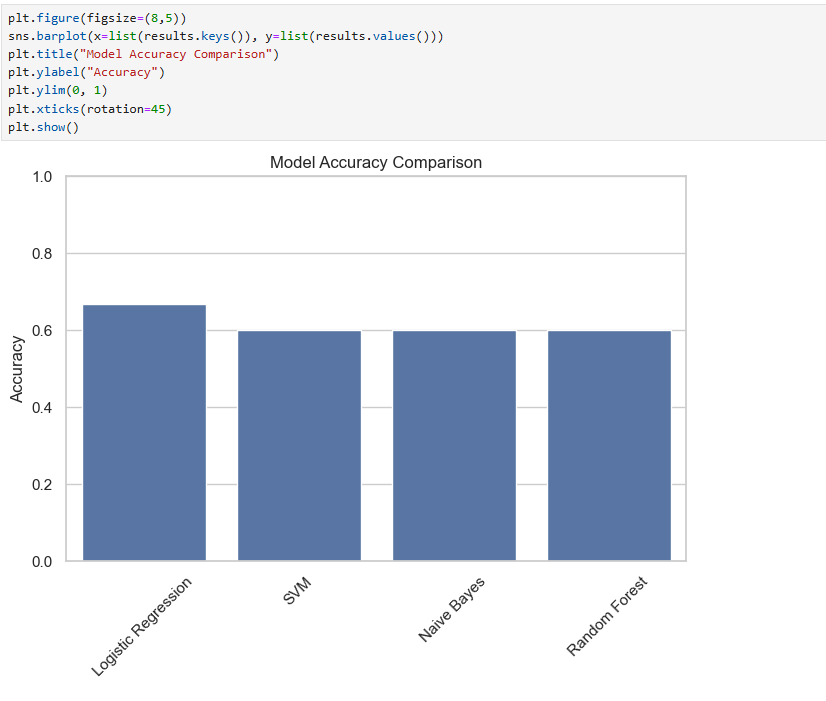 plt.figure(figsize=(8,5))
sns.barplot(x=list(results.keys()), y=list(results.values()))
plt.title("Model Accuracy Comparison")
plt.ylabel("Accuracy")
plt.ylim(0, 1)
plt.xticks(rotation=45)
plt.show()
Model Accuracy Comparison
1.0
0.8
0.6
0.4
0.2
0.0
Accuracy
Logistic Regression
SVM
Naive Bayes
Random Forest